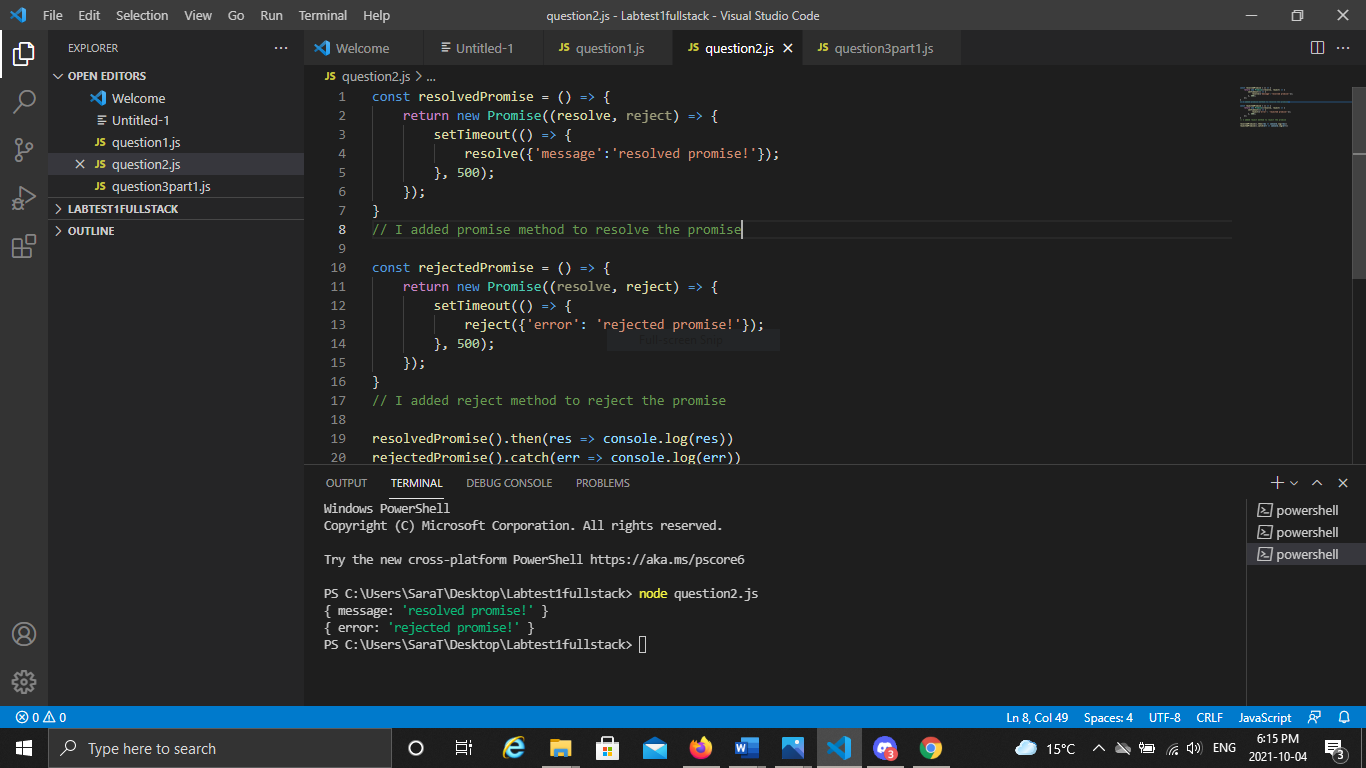 File Edit Selection View Go Run Terminal Help
question2.js - Labtest1fullstack - Visual Studio Code
EXPLORER
OPEN EDITORS
Welcome
Untitled-1
JS question1.js
JS question2.js
JS question3part1.js
LABTEST1FULLSTACK
OUTLINE
Welcome
Untitled-1
JS question1.js
JS question2.js
JS question3part1.js
JS question2.js > ...
1 const resolvedPromise = () => {
2 return new Promise((resolve, reject) => {
3 setTimeout(() => {
4 resolve({'message':'resolved promise!'});
5 }, 500);
6 });
7 }
8 // I added promise method to resolve the promise
9
10 const rejectedPromise = () => {
11 return new Promise((resolve, reject) => {
12 setTimeout(() => {
13 reject({'error': 'rejected promise!'});
14 }, 500);
Full-screen Snip
15 });
16 }
17 // I added reject method to reject the promise
18
19 resolvedPromise().then(res => console.log(res))
20 rejectedPromise().catch(err => console.log(err))
OUTPUT TERMINAL DEBUG CONSOLE PROBLEMS
Windows PowerShell
Copyright (C) Microsoft Corporation. All rights reserved.
Try the new cross-platform PowerShell https://aka.ms/pscore6
PS C:\Users\SaraT\Desktop\Labtest1fullstack> node question2.js
{ message: 'resolved promise!' }
{ error: 'rejected promise!' }
PS C:\Users\SaraT\Desktop\Labtest1fullstack>
powershell
powershell
powershell
0 0
Ln 8, Col 49 Spaces: 4 UTF-8 CRLF JavaScript
Type here to search
3
15°C
ENG
6:15 PM
2021-10-04
3